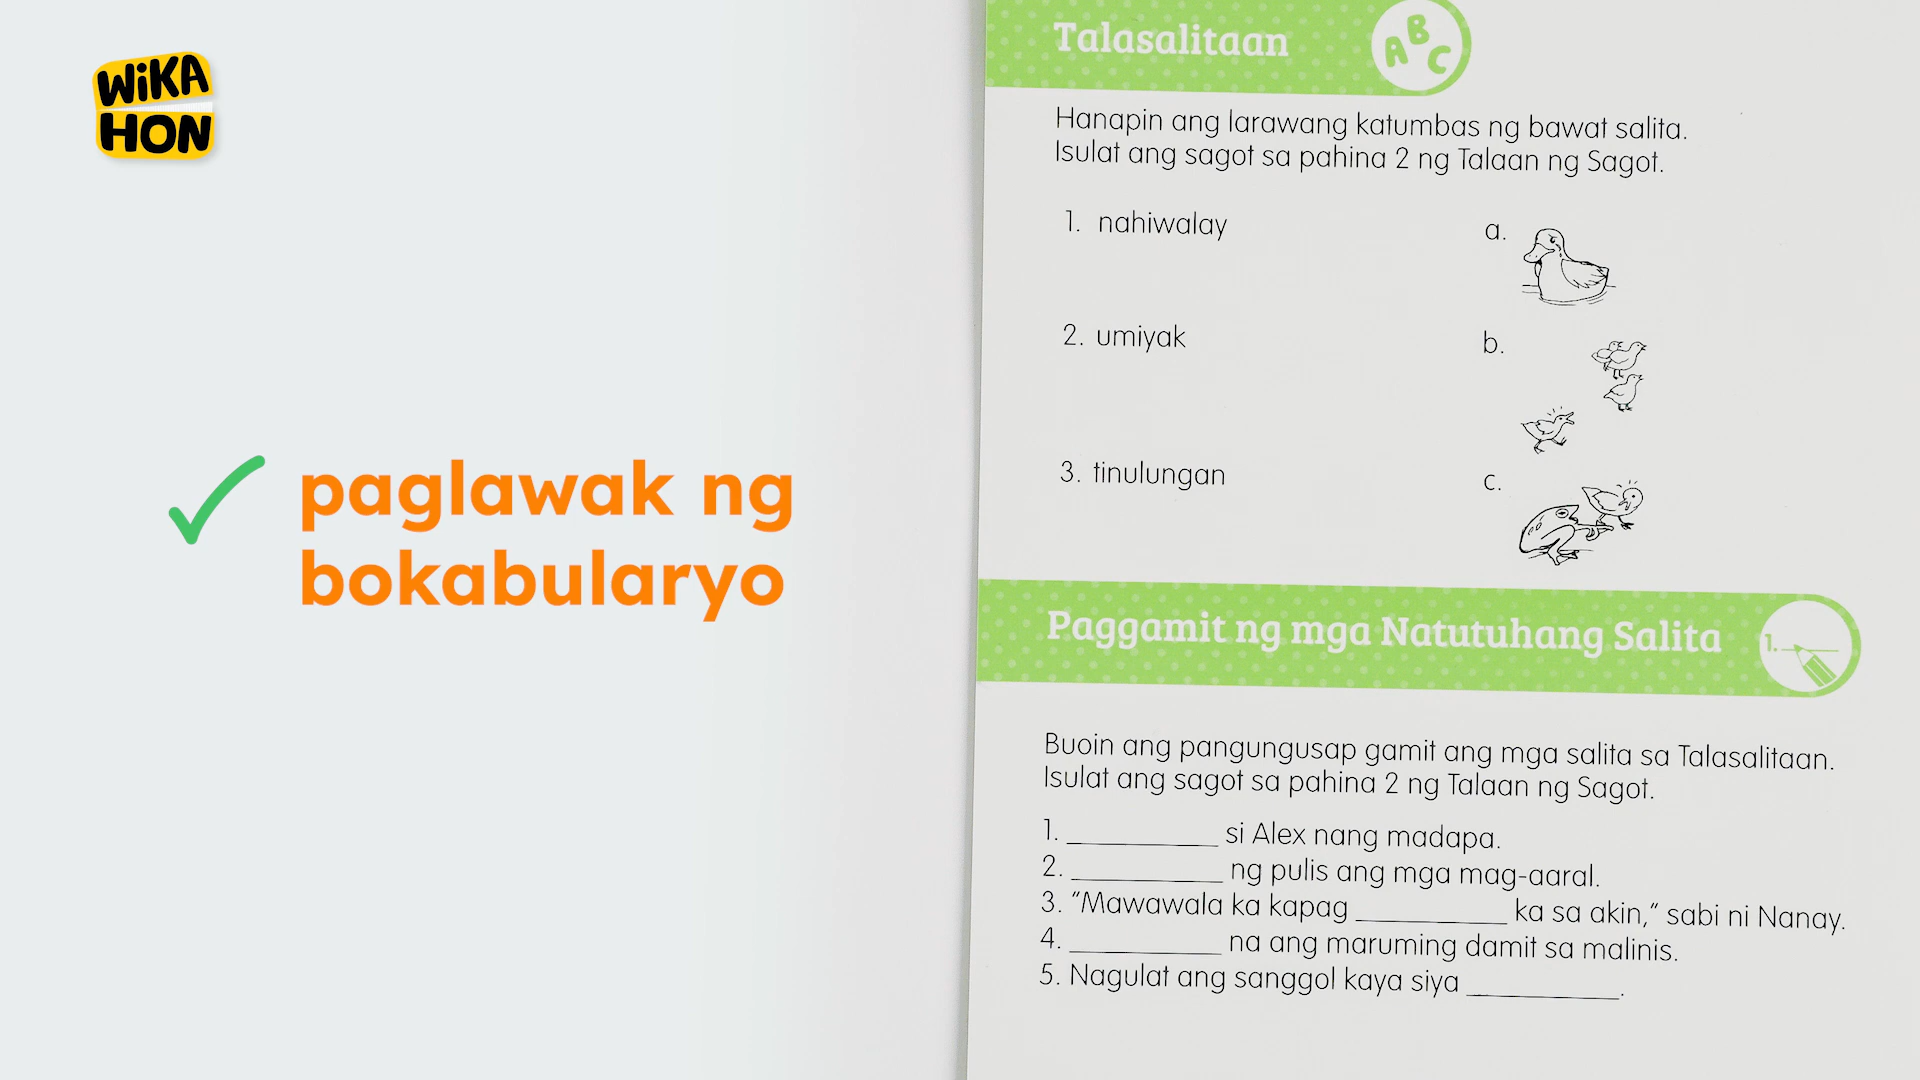 WiKA
HON
paglawak ng
bokabularyo
Talasalitaan
A B C
Hanapin ang larawang katumbas ng bawat salita.
Isulat ang sagot sa pahina 2 ng Talaan ng Sagot.
1. nahiwalay
a.
2. umiyak
b.
3. tinulungan
c.
Paggamit ng mga Natutuhang Salita
1.
Buoin ang pangungusap gamit ang mga salita sa Talasalitaan.
Isulat ang sagot sa pahina 2 ng Talaan ng Sagot.
1. __________ si Alex nang madapa.
2. __________ ng pulis ang mga mag-aaral.
3. “Mawawala ka kapag __________ ka sa akin,” sabi ni Nanay.
4. __________ na ang maruming damit sa malinis.
5. Nagulat ang sanggol kaya siya __________.